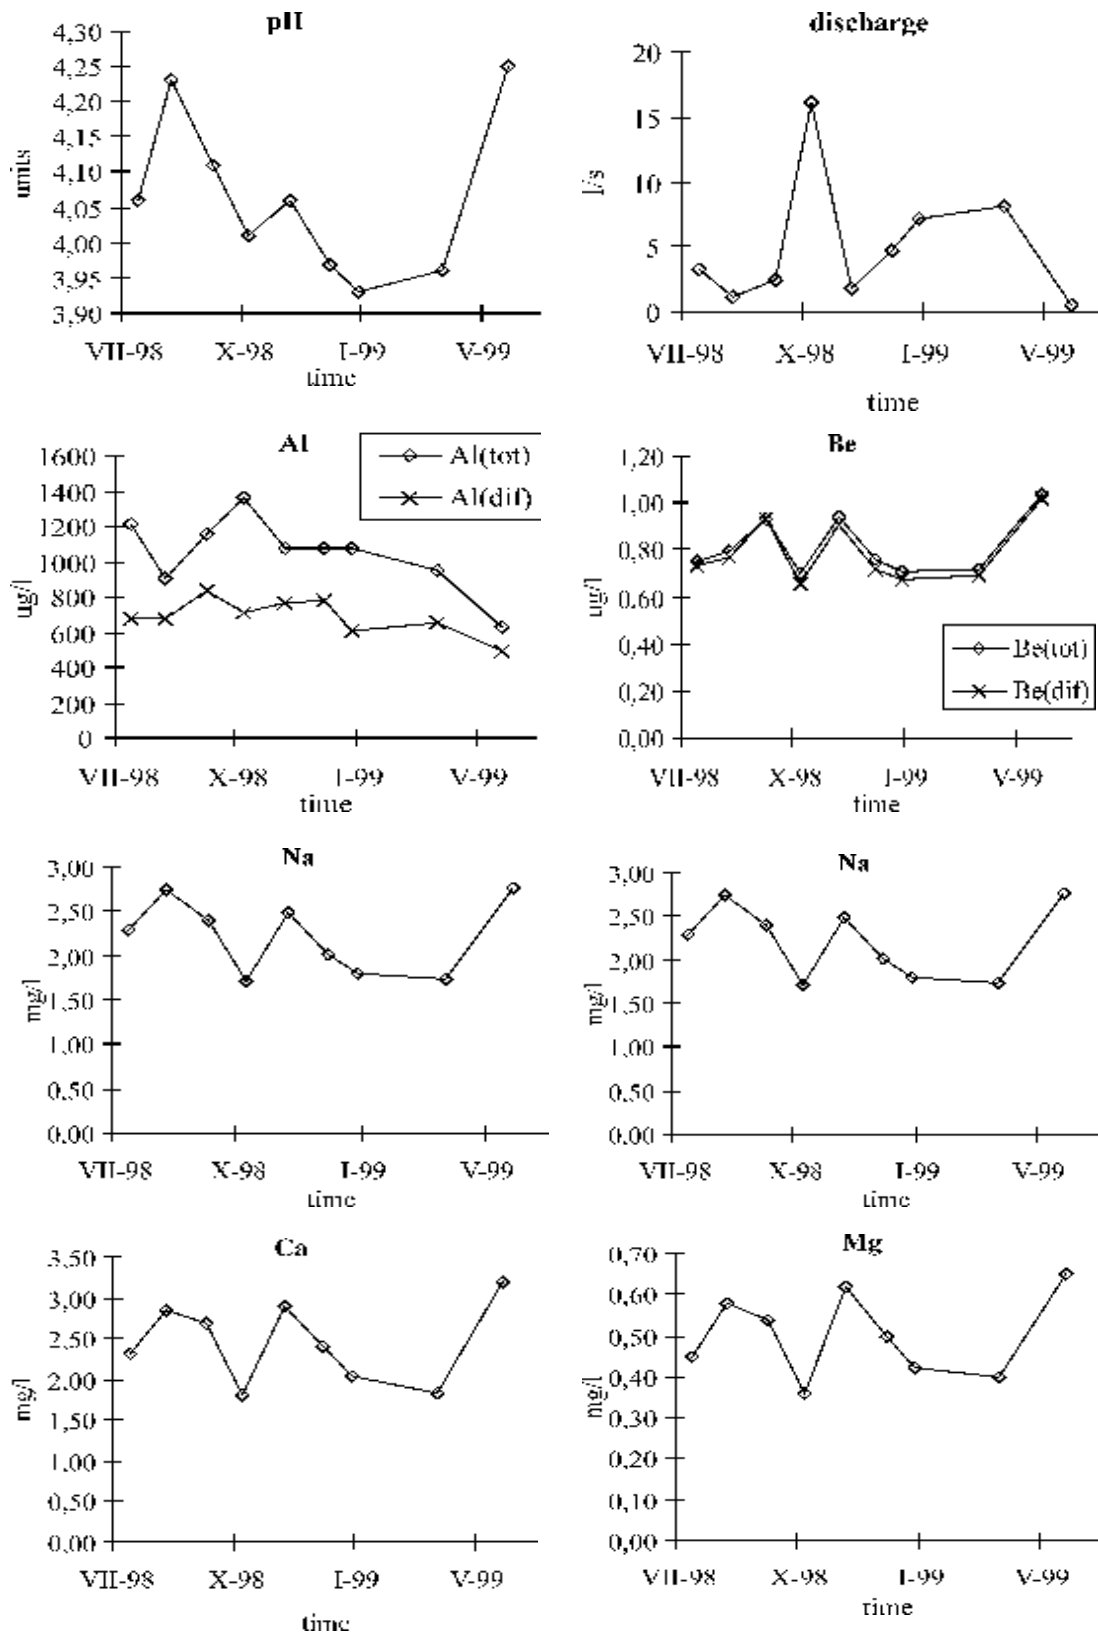 pH
4,30
4,25
4,20
4,15
4,10
4,05
4,00
3,95
3,90
units
VII-98 X-98 I-99 V-99
time
discharge
20
15
10
5
0
l/s
VII-98 X-98 I-99 V-99
time
Al
Al(tot)
Al(dif)
1600
1400
1200
1000
800
600
400
200
0
ug/l
VII-98 X-98 I-99 V-99
time
Be
1,20
1,00
0,80
0,60
0,40
0,20
0,00
ug/l
Be(tot)
Be(dif)
VII-98 X-98 I-99 V-99
time
Na
3,00
2,50
2,00
1,50
1,00
0,50
0,00
mg/l
VII-98 X-98 I-99 V-99
time
Na
3,00
2,50
2,00
1,50
1,00
0,50
0,00
mg/l
VII-98 X-98 I-99 V-99
time
Ca
3,50
3,00
2,50
2,00
1,50
1,00
0,50
0,00
mg/l
VII-98 X-98 I-99 V-99
time
Mg
0,70
0,60
0,50
0,40
0,30
0,20
0,10
0,00
mg/l
VII-98 X-98 I-99 V-99
time